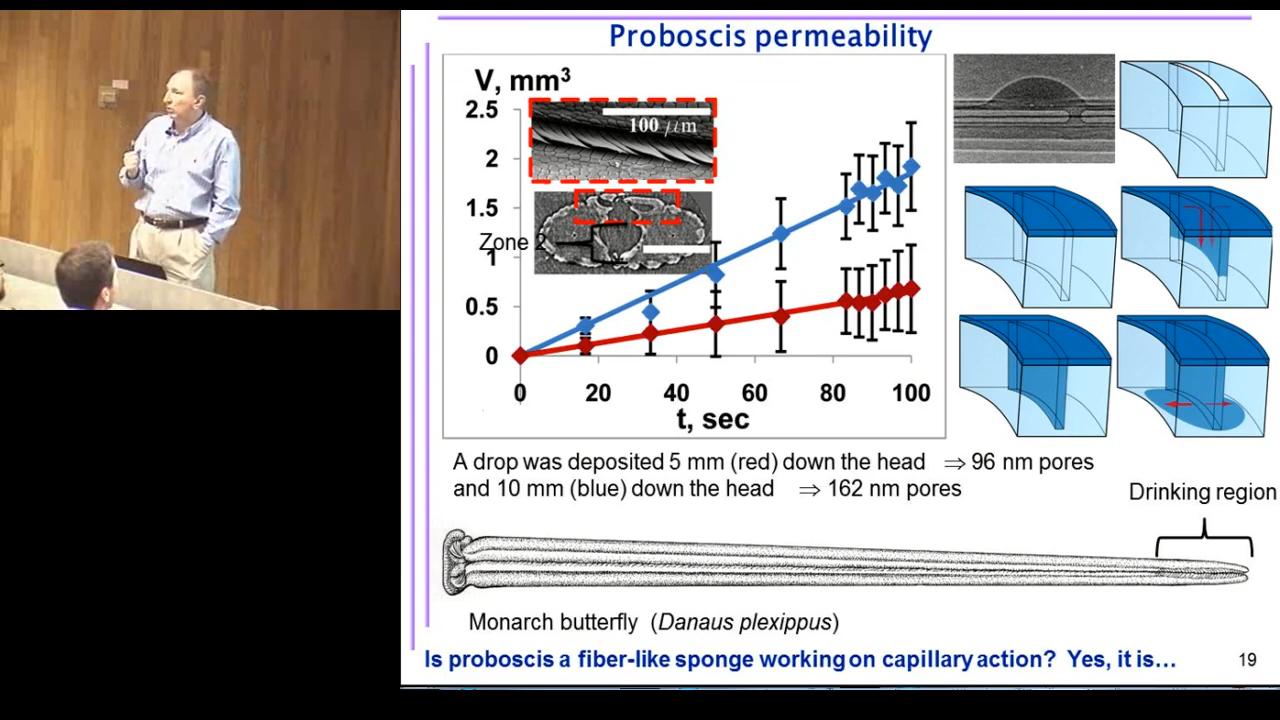 Proboscis permeability
V, mm³
2.5
2
1.5
1
0.5
0
100 μm
Zone 2
0 20 40 60 80 100
t, sec
A drop was deposited 5 mm (red) down the head ⇒ 96 nm pores
and 10 mm (blue) down the head ⇒ 162 nm pores
Drinking region
Monarch butterfly (Danaus plexippus)
Is proboscis a fiber-like sponge working on capillary action? Yes, it is...
19